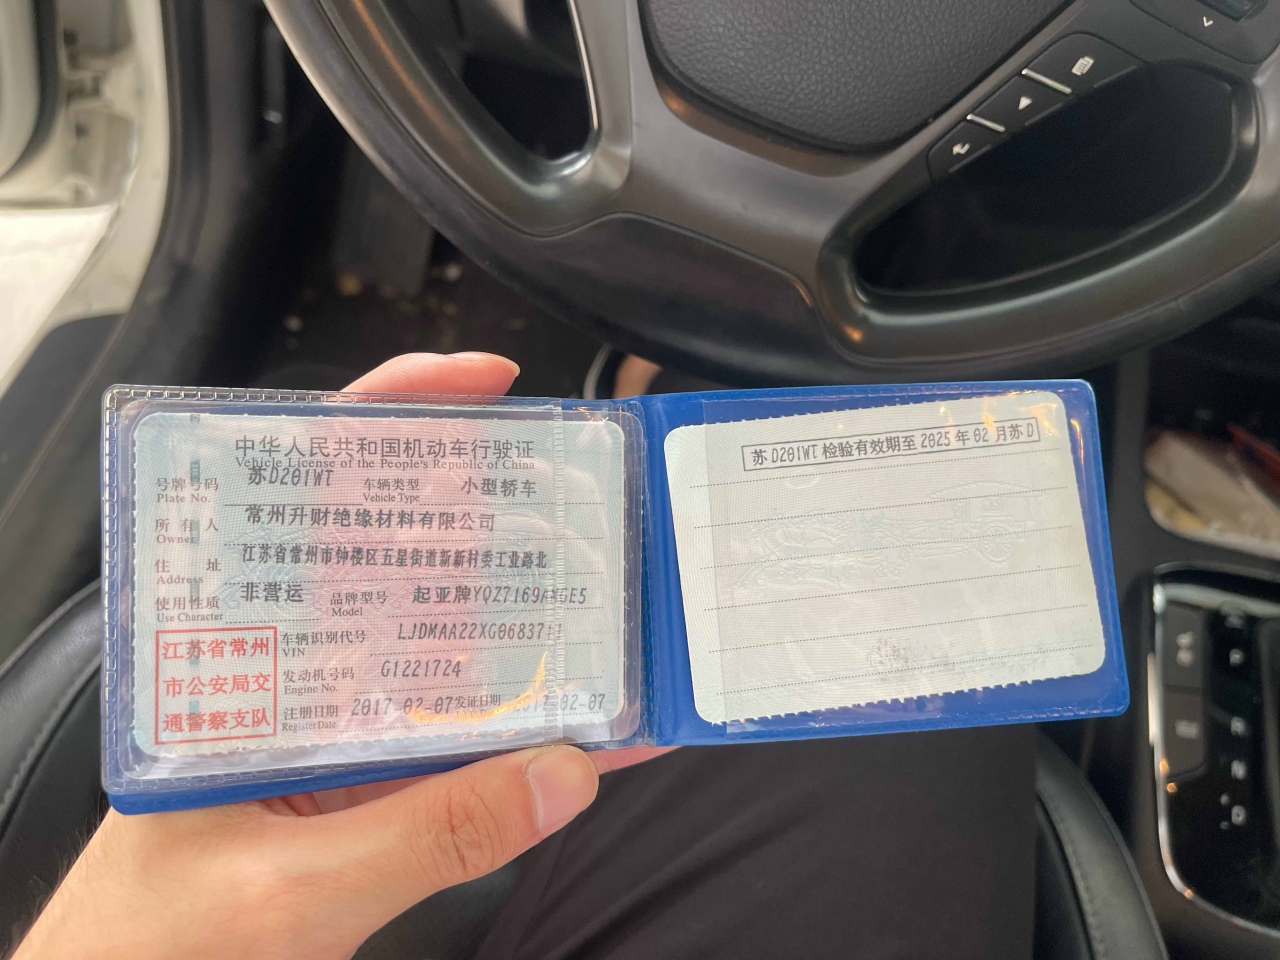 中华人民共和国机动车行驶证
Vehicle License of the People's Republic of China
号牌号码 苏D201WT 车辆类型 小型轿车
Plate No. Vehicle Type
所有人 常州升财绝缘材料有限公司
Owner
住址 江苏省常州市钟楼区五星街道新新村委工业路北
Address
使用性质 非营运 品牌型号 起亚牌
Use Character Model
江苏省常州
市公安局交
通警察支队
车辆识别代号
VIN
发动机号码 G1221724
Engine No.
注册日期 2017-02-07 发证日期 2017-02-07
Register Date
苏D201WT 检验有效期至 2025 年 02 月苏D